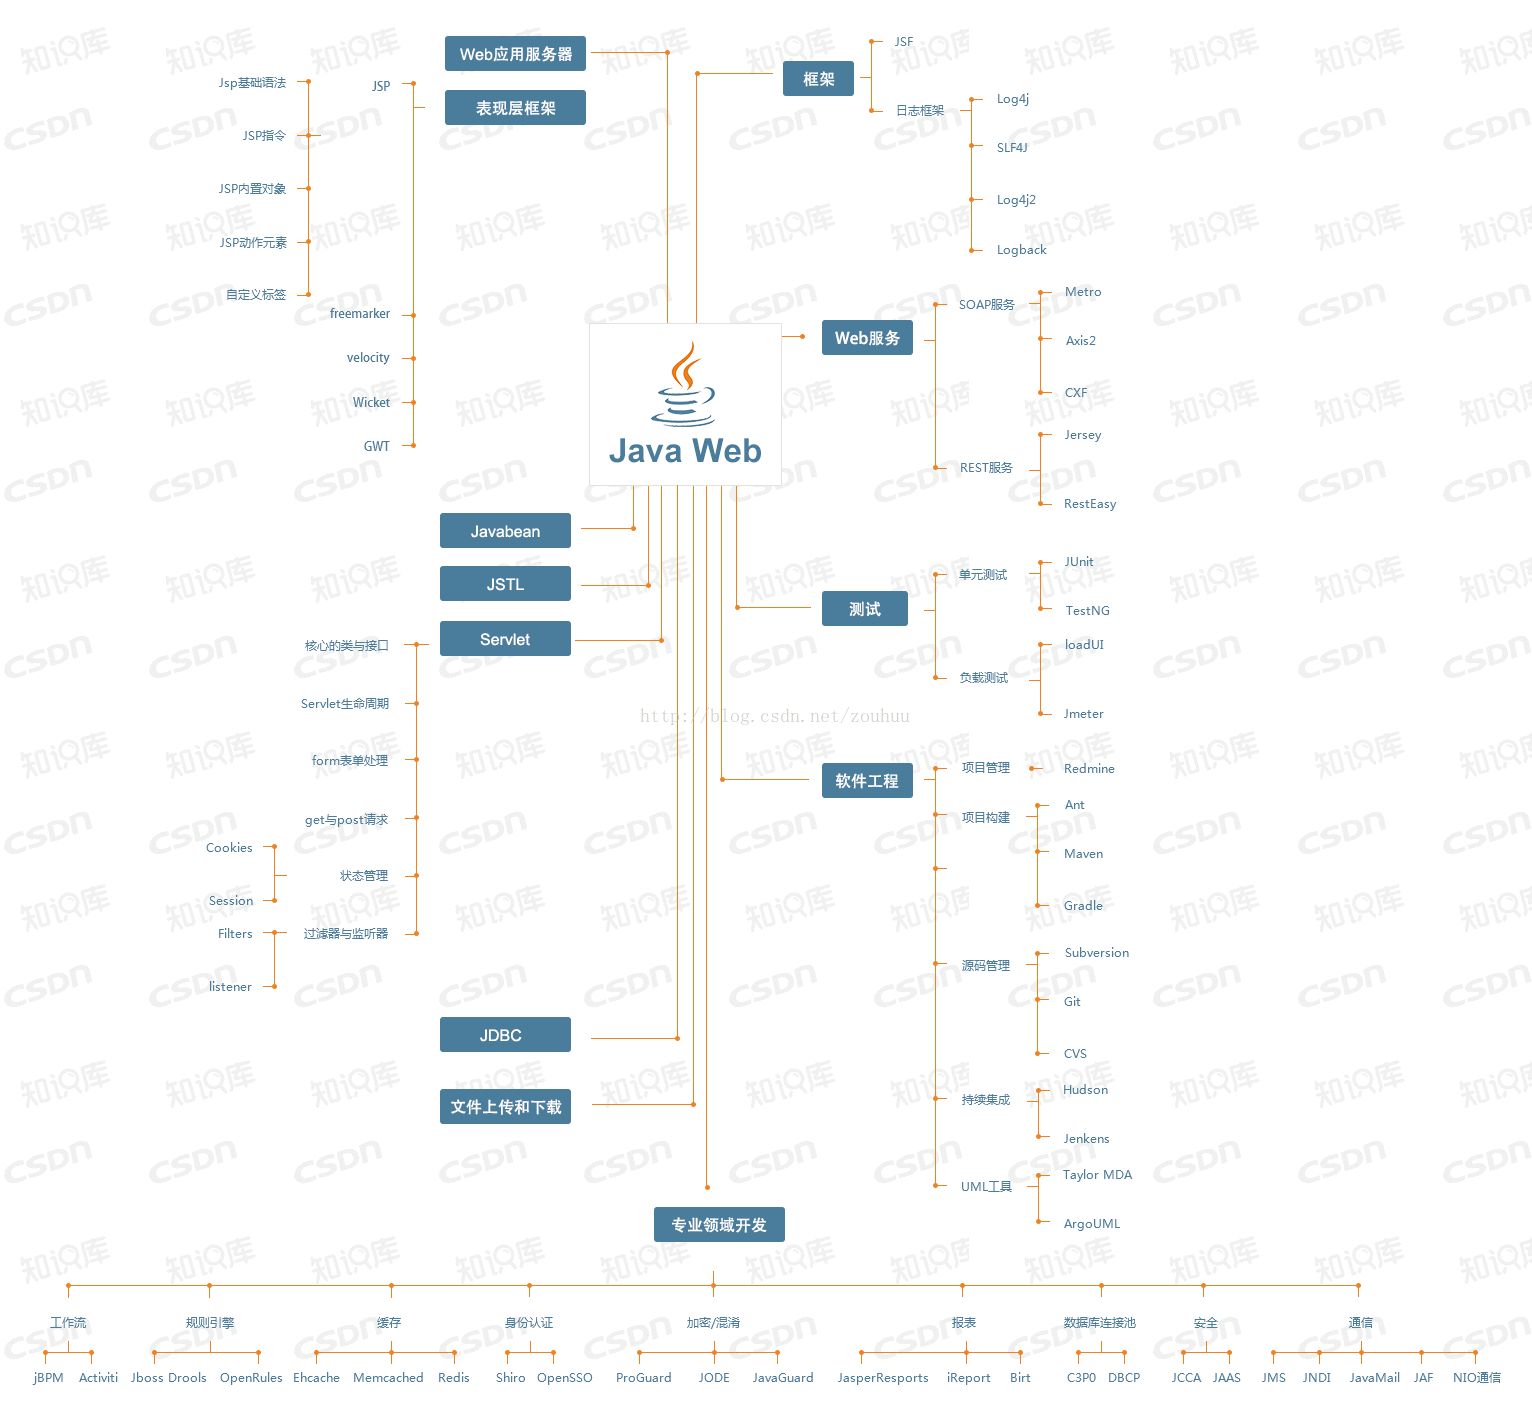 Web应用服务器
表现层框架
JSP
Jsp基础语法
JSP指令
JSP内置对象
JSP动作元素
自定义标签
freemarker
velocity
Wicket
GWT
框架
JSF
日志框架
Log4j
SLF4J
Log4j2
Logback
Web服务
SOAP服务
Metro
Axis2
CXF
REST服务
Jersey
RestEasy
Java Web
Javabean
JSTL
Servlet
核心的类与接口
Servlet生命周期
form表单处理
get与post请求
状态管理
Cookies
Session
过滤器与监听器
Filters
listener
测试
单元测试
JUnit
TestNG
负载测试
loadUI
Jmeter
http://blog.csdn.net/zouhuu
软件工程
项目管理
Redmine
项目构建
Ant
Maven
Gradle
源码管理
Subversion
Git
CVS
持续集成
Hudson
Jenkens
UML工具
Taylor MDA
ArgoUML
JDBC
文件上传和下载
专业领域开发
工作流
jBPM
Activiti
规则引擎
Jboss Drools
OpenRules
缓存
Ehcache
Memcached
Redis
身份认证
Shiro
OpenSSO
加密/混淆
ProGuard
JODE
JavaGuard
报表
JasperResports
iReport
Birt
数据库连接池
C3P0
DBCP
安全
JCCA
JAAS
通信
JMS
JNDI
JavaMail
JAF
NIO通信
知识库
CSDN